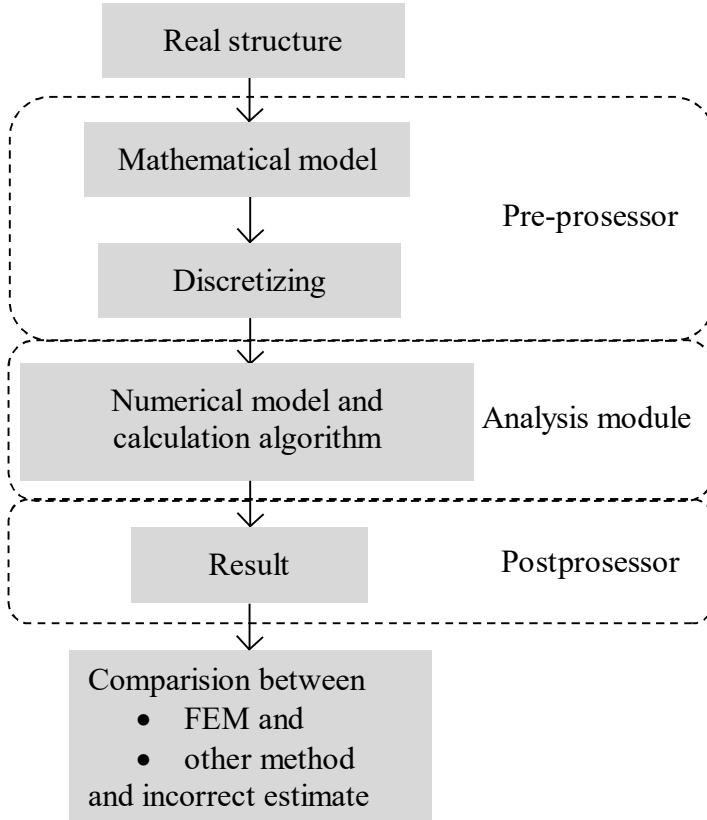 Real structure
Mathematical model
Pre-prosessor
Discretizing
Numerical model and
calculation algorithm
Analysis module
Result
Postprosessor
Comparision between
• FEM and
• other method
and incorrect estimate